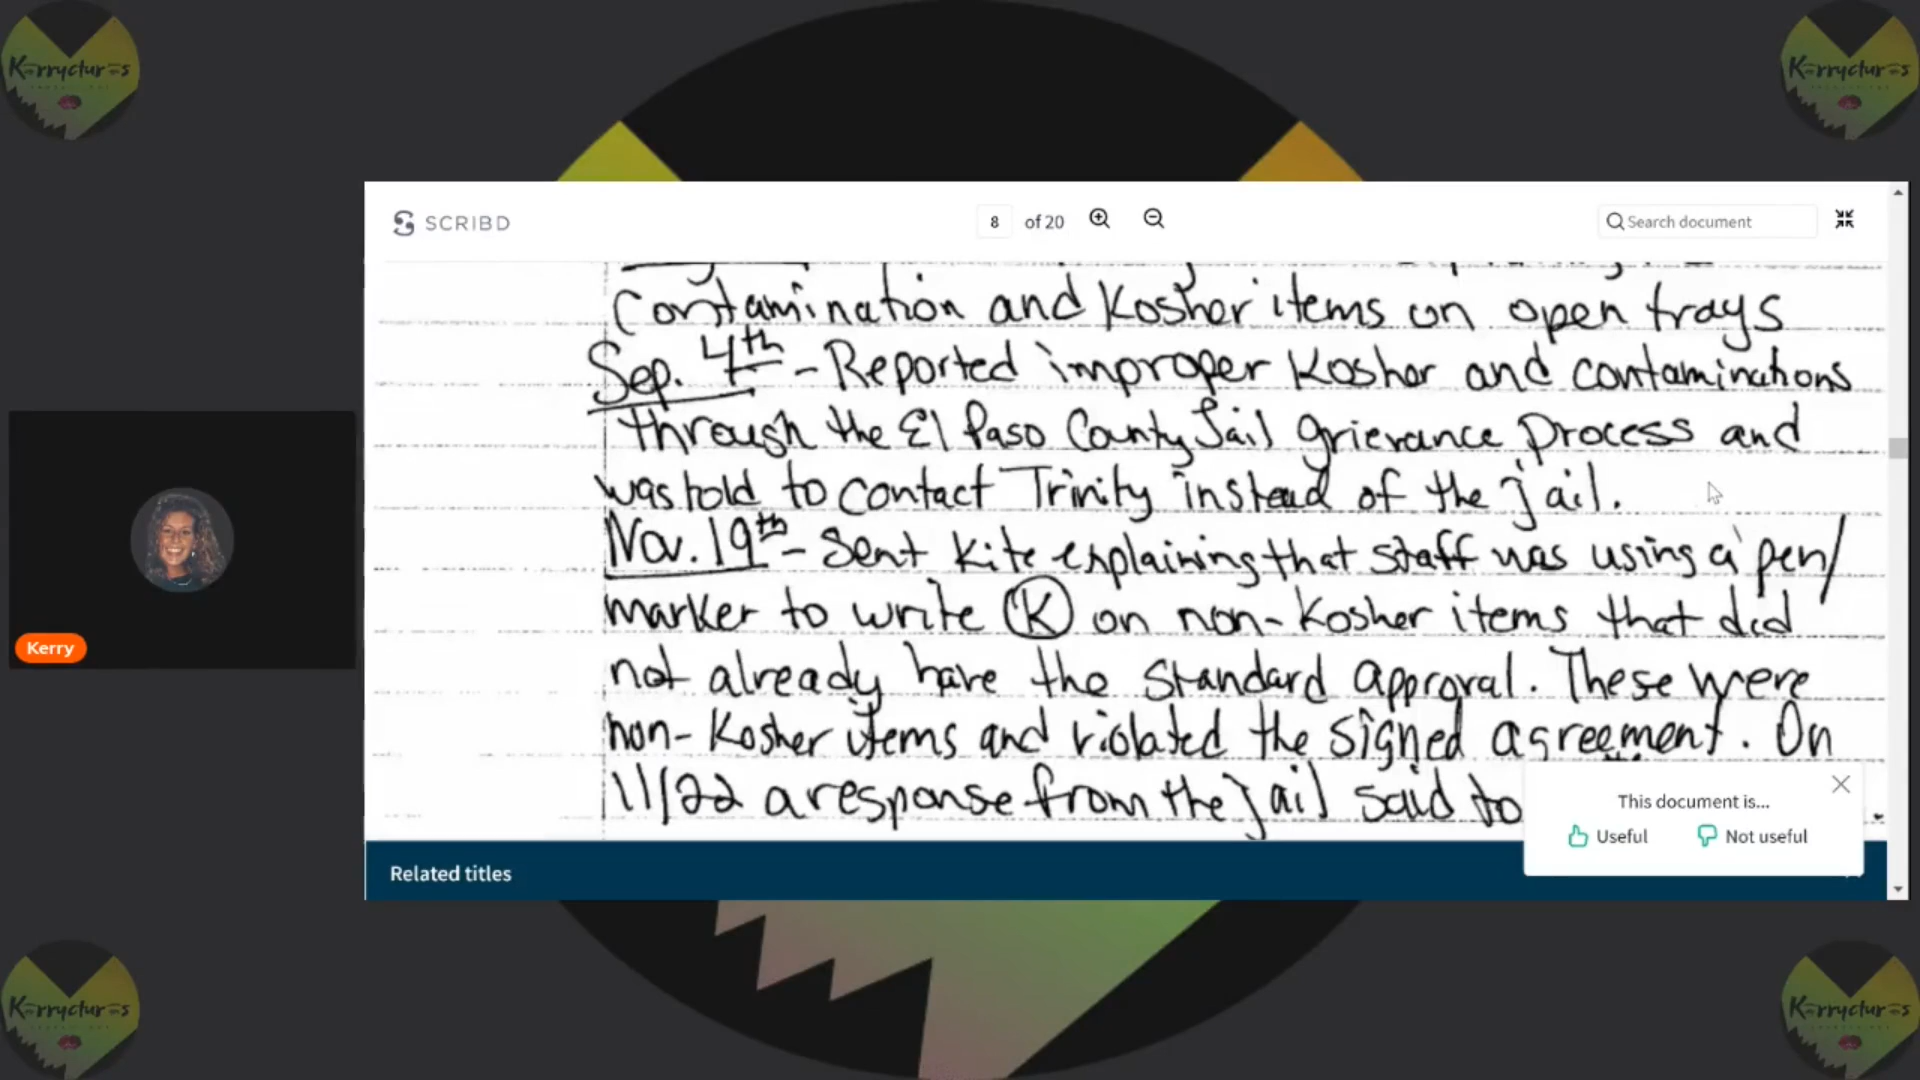 Kerryctures
Kerryctures
SCRIBD
8 of 20
Search document
Contamination and Kosher items on open trays
Sep. 4th - Reported improper Kosher and contaminations
through the El Paso County Jail grievance process and
was told to contact Trinity instead of the jail.
Nov. 19th - Sent kite explaining that staff was using a pen/
marker to write Ⓚ on non-Kosher items that did
not already have the standard approval. These were
non-Kosher items and violated the signed agreement. On
11/22 a response from the jail said to
This document is...
Useful Not useful
Related titles
Kerry
Kerryctures
Kerryctures